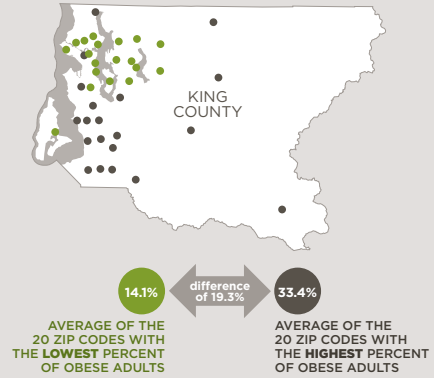 KING
COUNTY
14.1%
difference
of 19.3%
33.4%
AVERAGE OF THE
20 ZIP CODES WITH
THE LOWEST PERCENT
OF OBESE ADULTS
AVERAGE OF THE
20 ZIP CODES WITH
THE HIGHEST PERCENT
OF OBESE ADULTS